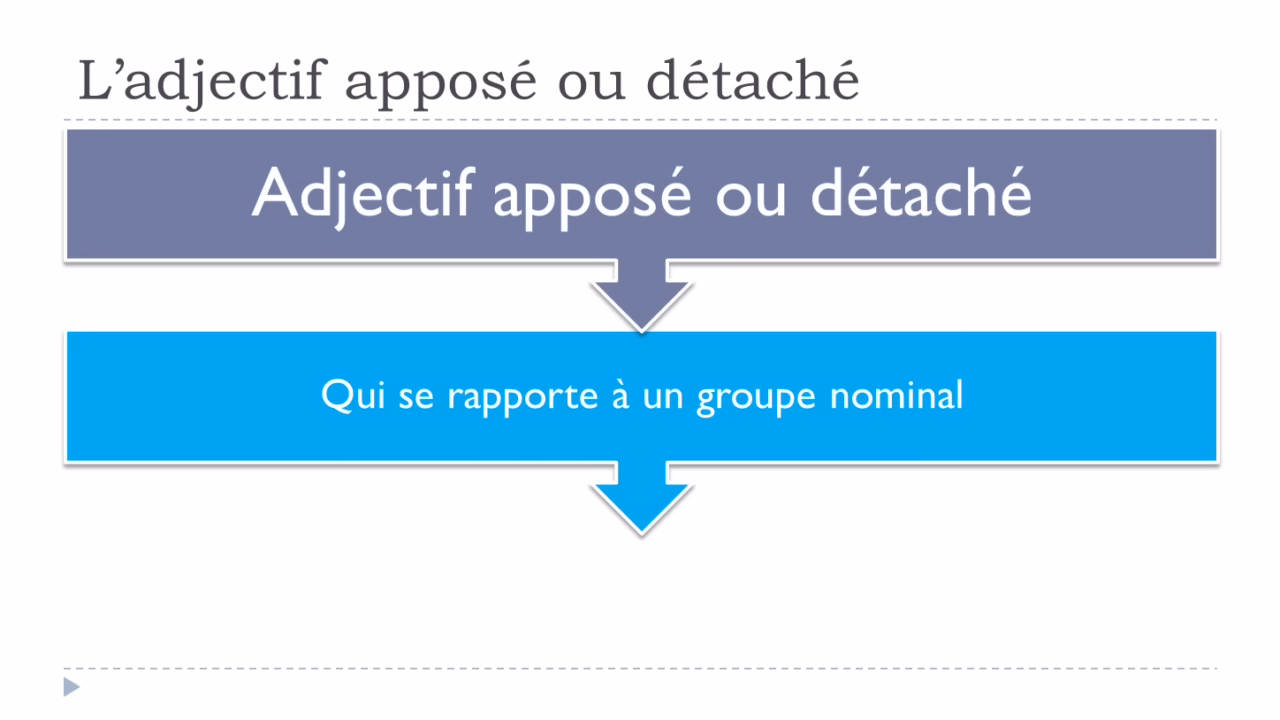 L’adjectif apposé ou détaché
Adjectif apposé ou détaché
Qui se rapporte à un groupe nominal